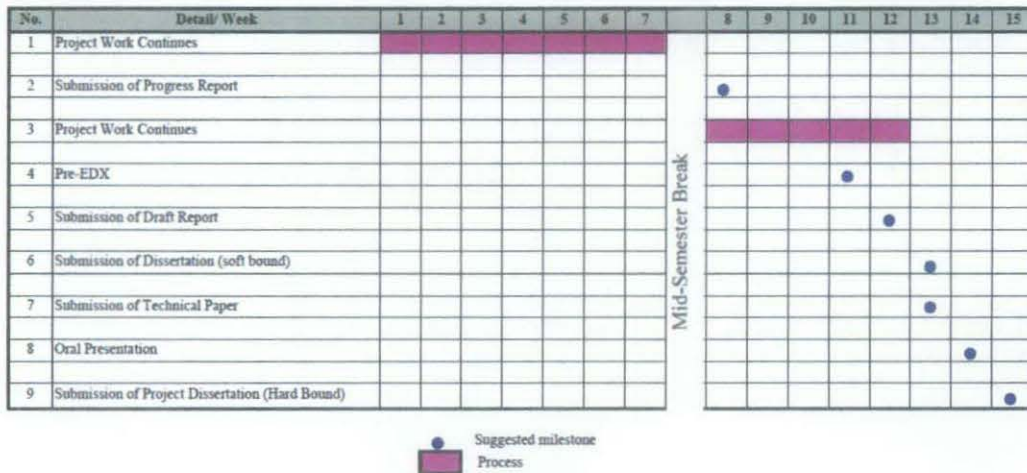 No. Detail/ Week 1 2 3 4 5 6 7 8 9 10 11 12 13 14 15
1 Project Work Continues
2 Submission of Progress Report
3 Project Work Continues
4 Pre-EDX
5 Submission of Draft Report
6 Submission of Dissertation (soft bound)
7 Submission of Technical Paper
8 Oral Presentation
9 Submission of Project Dissertation (Hard Bound)
Mid-Semester Break
Suggested milestone
Process